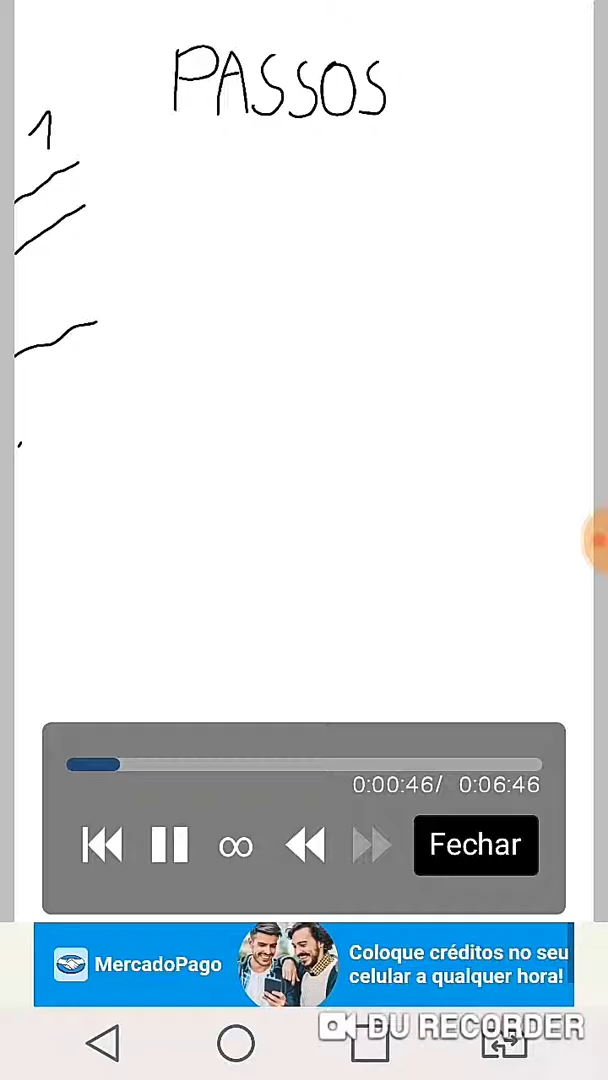 PASSOS
1
0:00:46/ 0:06:46
Fechar
MercadoPago
Coloque créditos no seu
celular a qualquer hora!
DU RECORDER